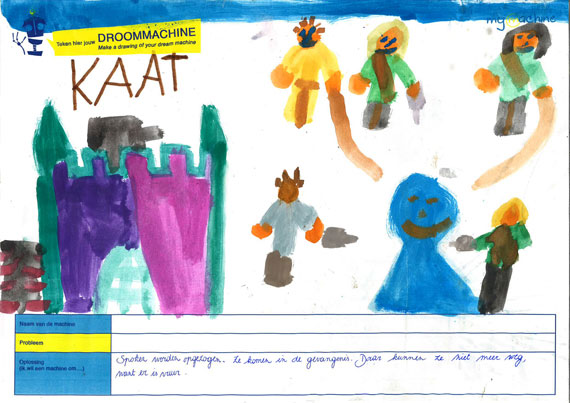 my machine
Teken hier jouw DROOMMACHINE
Make a drawing of your dream machine
KAAT
Naam van de machine
Probleem
Oplossing
(ik wil een machine om....)
Spoken worden opgezogen. Ze komen in de gevangenis. Daar kunnen ze niet meer weg,
want er is vuur.